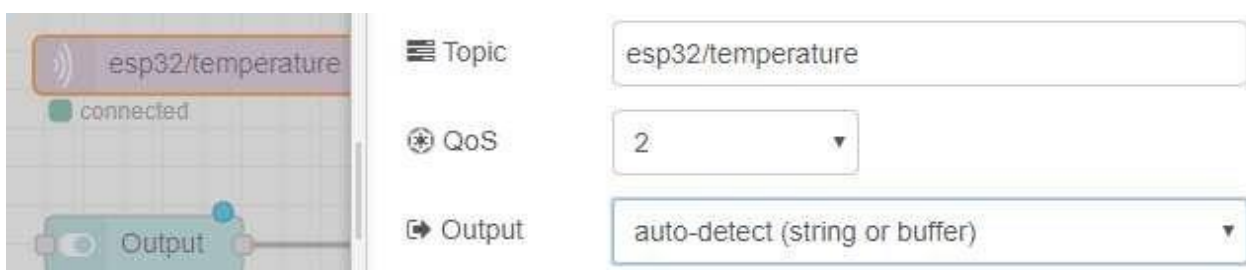 esp32/temperature
connected
Output
Topic
esp32/temperature
QoS
2
Output
auto-detect (string or buffer)